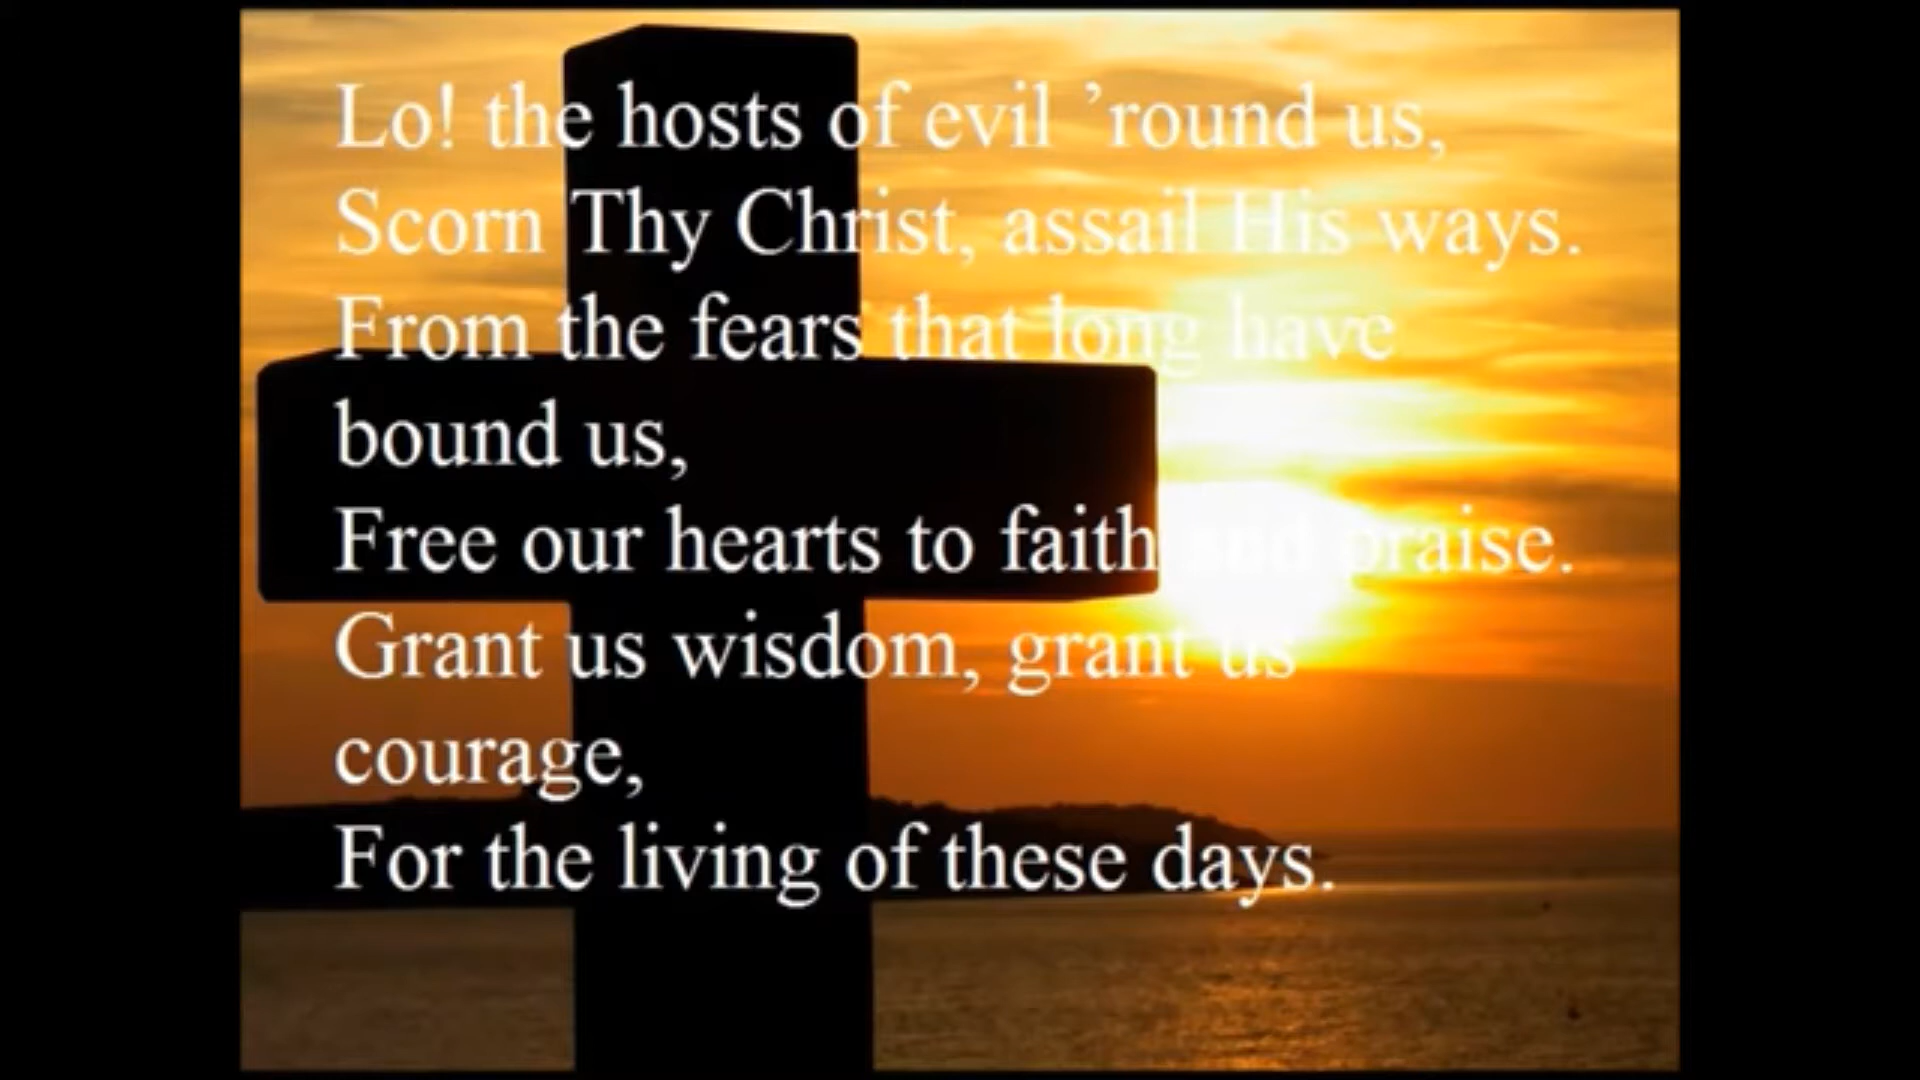 Lo! the hosts of evil ’round us,
Scorn Thy Christ, assail His ways.
From the fears that long have
bound us,
Free our hearts to faith and praise.
Grant us wisdom, grant us
courage,
For the living of these days.